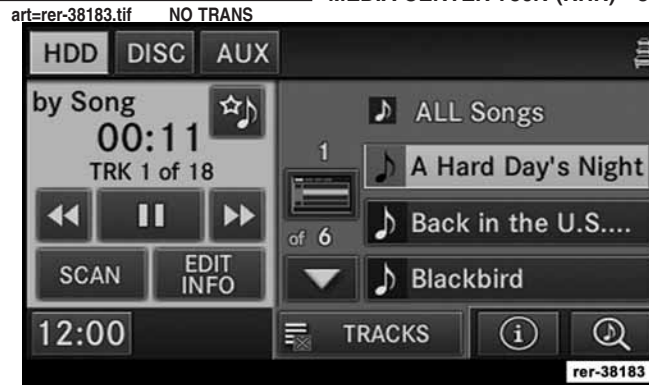 art=rer-38183.tif NO TRANS
HDD DISC AUX
by Song
00:11
TRK 1 of 18
SCAN
EDIT
INFO
12:00
ALL Songs
1
of 6
A Hard Day's Night
Back in the U.S....
Blackbird
TRACKS
i
rer-38183